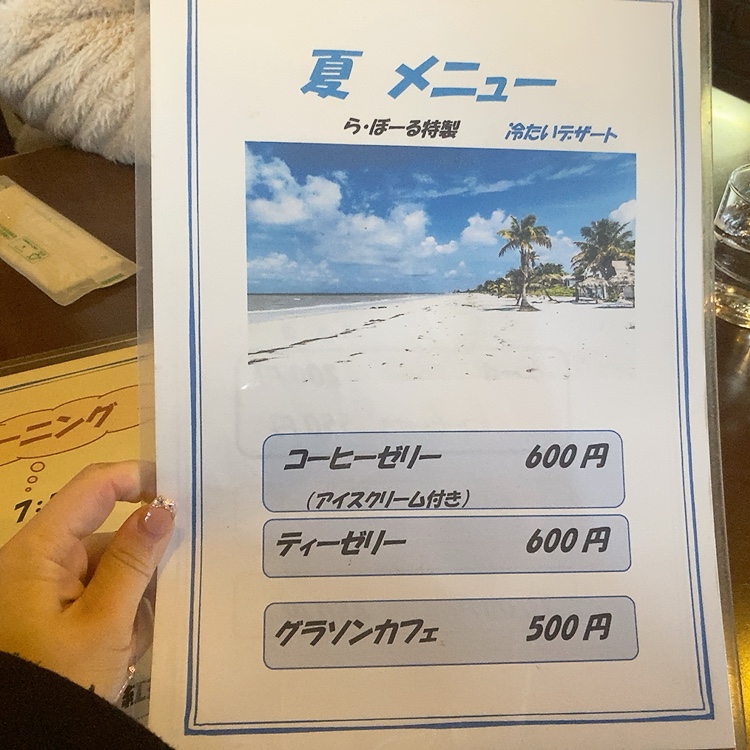 夏 メニュー
ら・ぼーる特製 冷たいデザート
コーヒーゼリー 600円
(アイスクリーム付き)
ティーゼリー 600円
グラソンカフェ 500円
ーニング